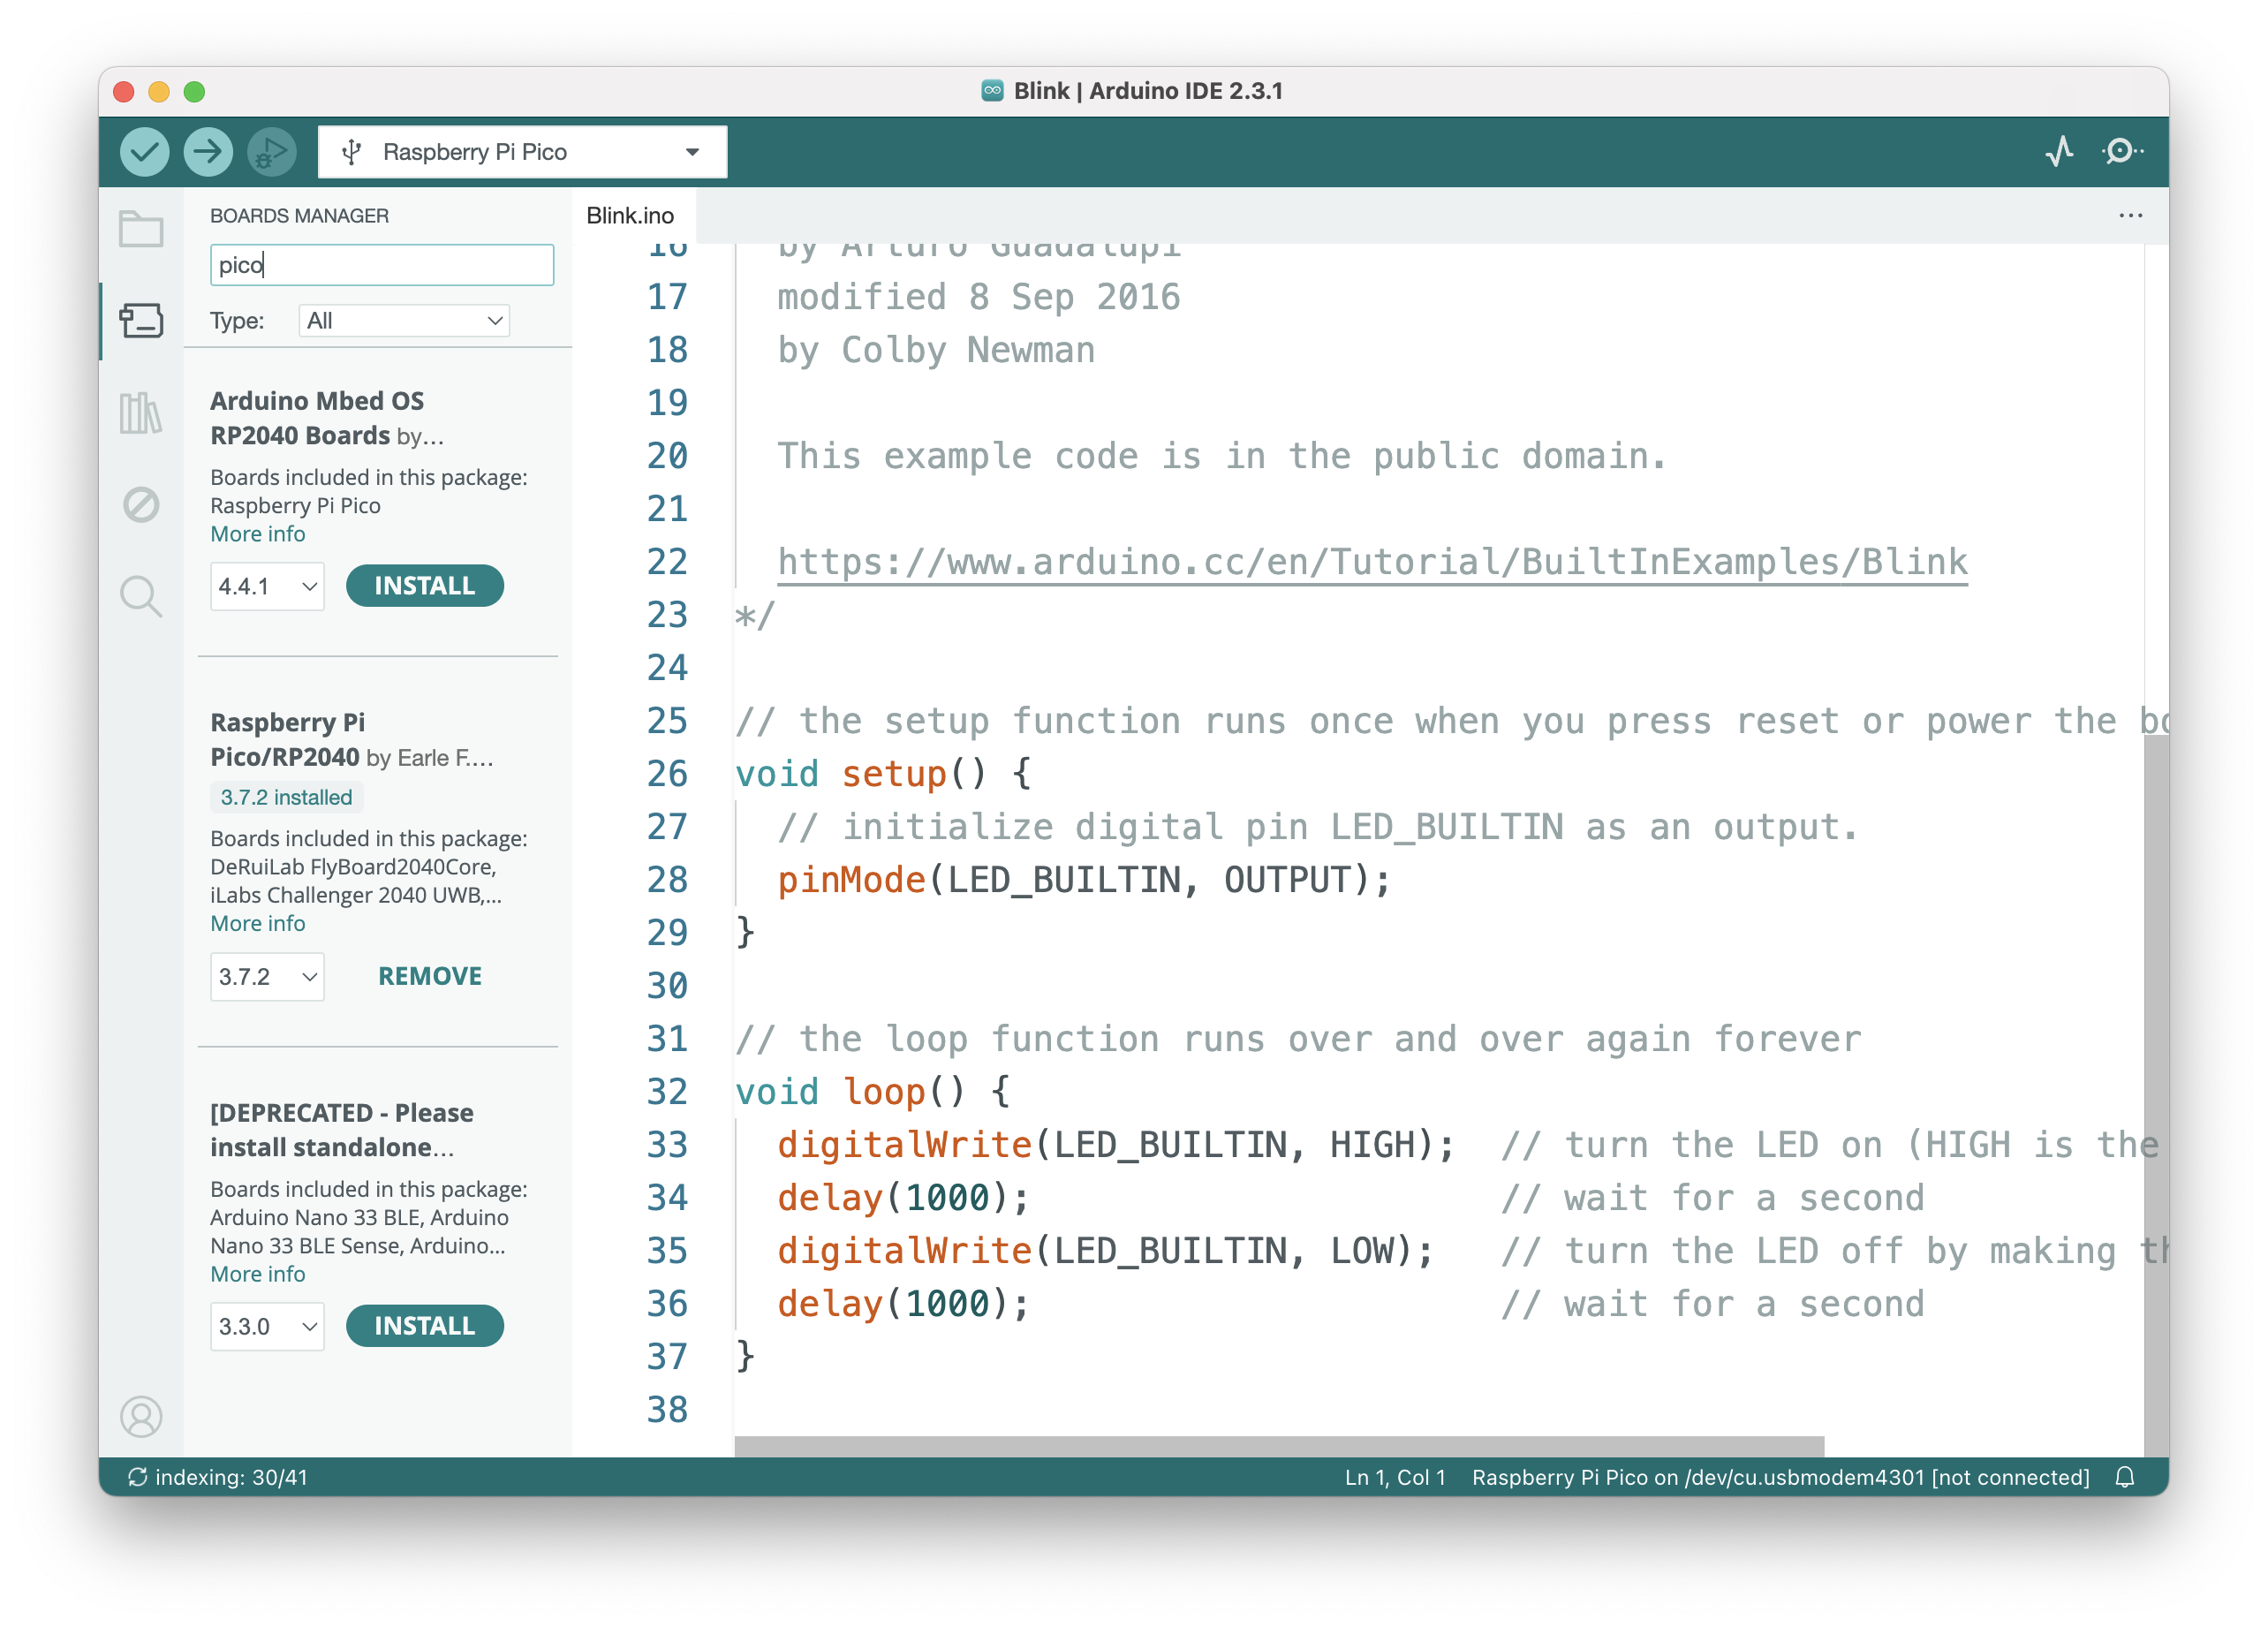 Blink | Arduino IDE 2.3.1
Raspberry Pi Pico
BOARDS MANAGER
pico
Type: All
Arduino Mbed OS
RP2040 Boards by...
Boards included in this package:
Raspberry Pi Pico
More info
4.4.1 INSTALL
Raspberry Pi
Pico/RP2040 by Earle F....
3.7.2 installed
Boards included in this package:
DeRuiLab FlyBoard2040Core,
iLabs Challenger 2040 UWB,...
More info
3.7.2 REMOVE
[DEPRECATED - Please
install standalone...
Boards included in this package:
Arduino Nano 33 BLE, Arduino
Nano 33 BLE Sense, Arduino...
More info
3.3.0 INSTALL
Blink.ino
16 by Arturo Guadalupi
17 modified 8 Sep 2016
18 by Colby Newman
19
20 This example code is in the public domain.
21
22 https://www.arduino.cc/en/Tutorial/BuiltInExamples/Blink
23 */
24
25 // the setup function runs once when you press reset or power the
26 void setup() {
27 // initialize digital pin LED_BUILTIN as an output.
28 pinMode(LED_BUILTIN, OUTPUT);
29 }
30
31 // the loop function runs over and over again forever
32 void loop() {
33 digitalWrite(LED_BUILTIN, HIGH); // turn the LED on (HIGH is the
34 delay(1000); // wait for a second
35 digitalWrite(LED_BUILTIN, LOW); // turn the LED off by making
36 delay(1000); // wait for a second
37 }
38
indexing: 30/41
Ln 1, Col 1 Raspberry Pi Pico on /dev/cu.usbmodem4301 [not connected]